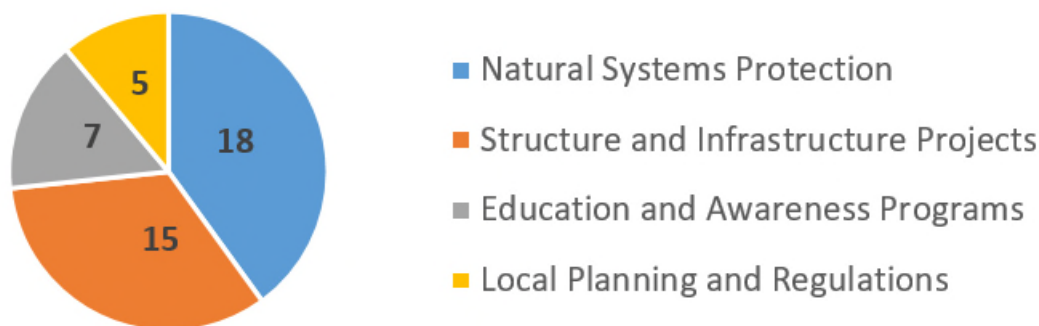 5
7
18
15
Natural Systems Protection
Structure and Infrastructure Projects
Education and Awareness Programs
Local Planning and Regulations